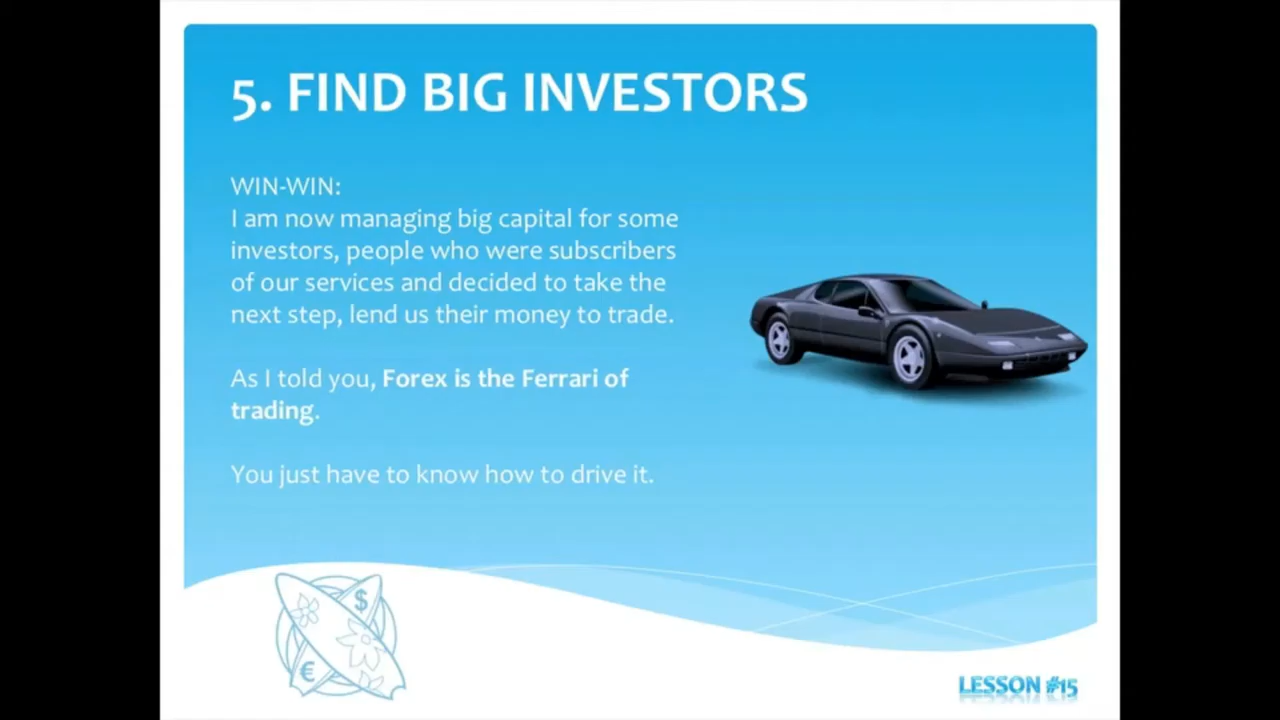 5. FIND BIG INVESTORS
WIN-WIN:
I am now managing big capital for some
investors, people who were subscribers
of our services and decided to take the
next step, lend us their money to trade.
As I told you, Forex is the Ferrari of
trading.
You just have to know how to drive it.
$
€
LESSON #15